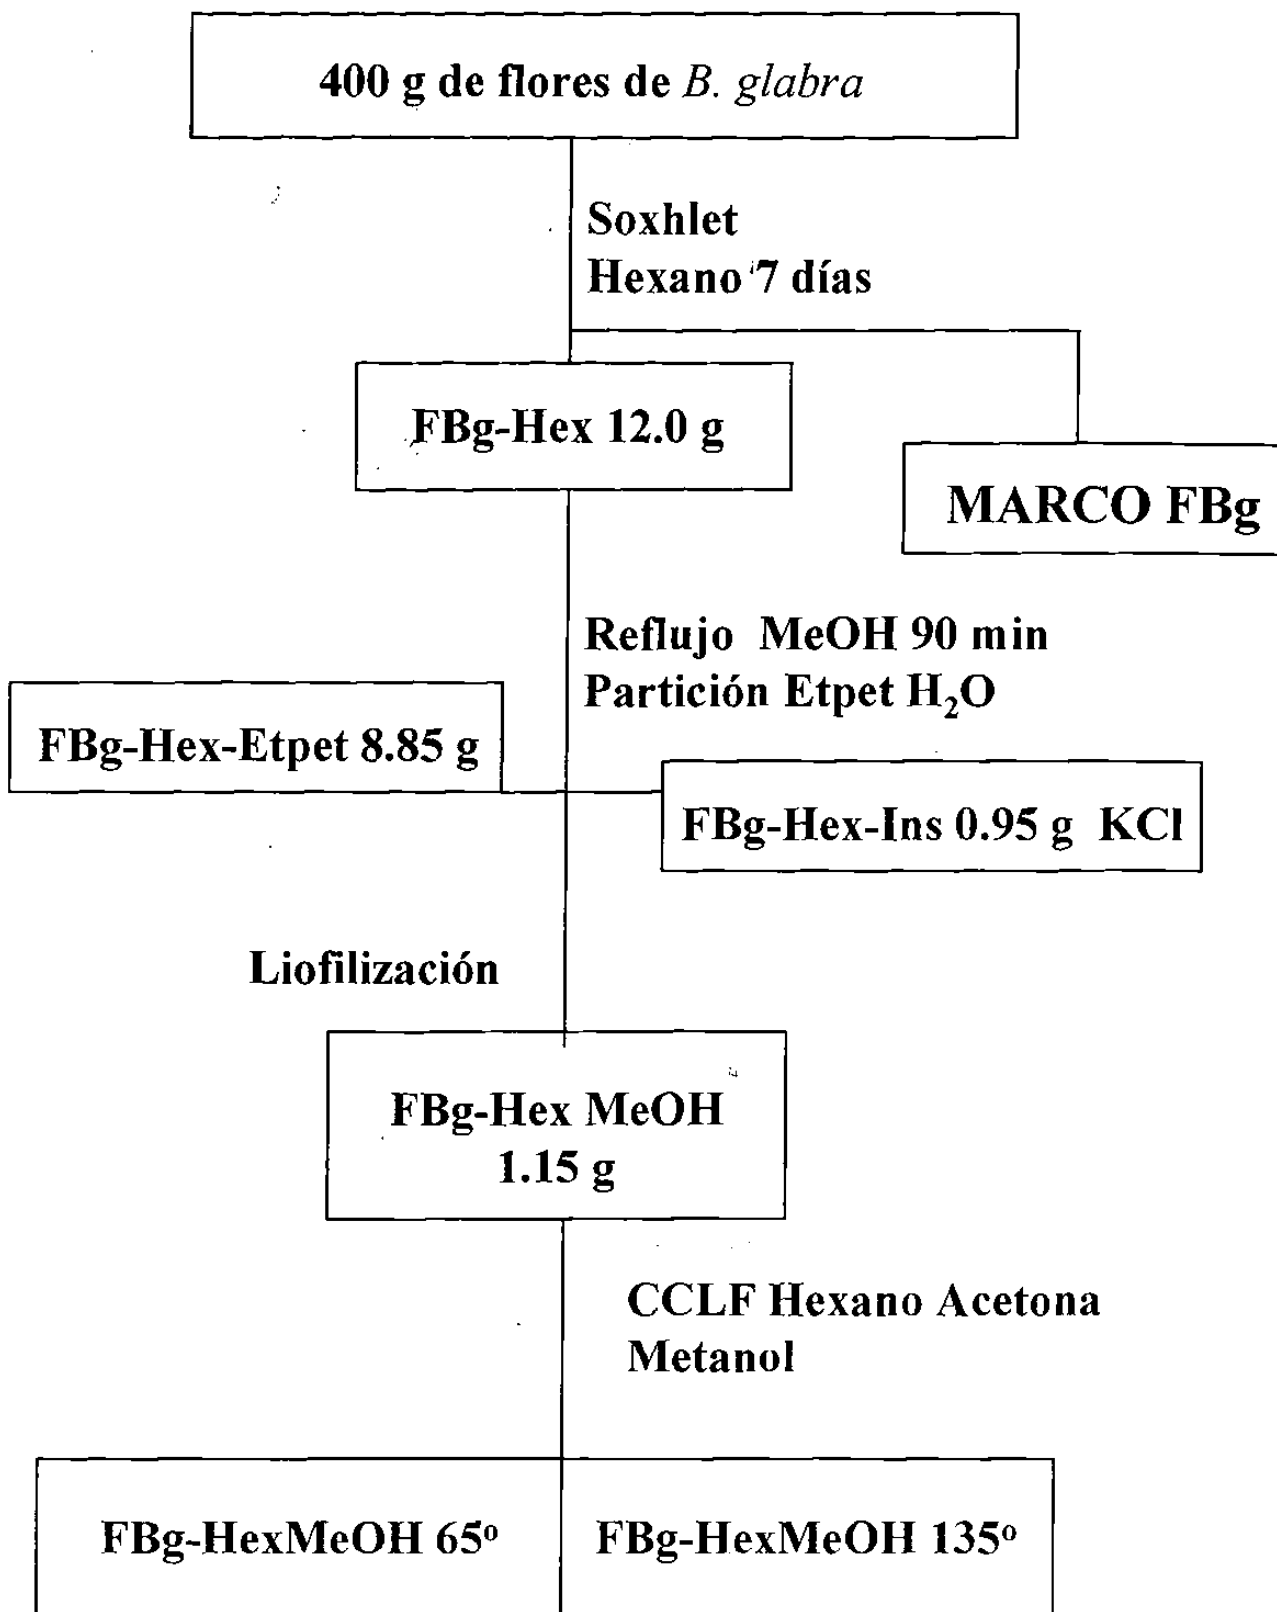 400 g de flores de B. glabra
Soxhlet
Hexano 7 días
FBg-Hex 12.0 g
MARCO FBg
Reflujo MeOH 90 min
Partición Etpet H₂O
FBg-Hex-Etpet 8.85 g
FBg-Hex-Ins 0.95 g KCl
Liofilización
FBg-Hex MeOH
1.15 g
CCLF Hexano Acetona
Metanol
FBg-HexMeOH 65º
FBg-HexMeOH 135º